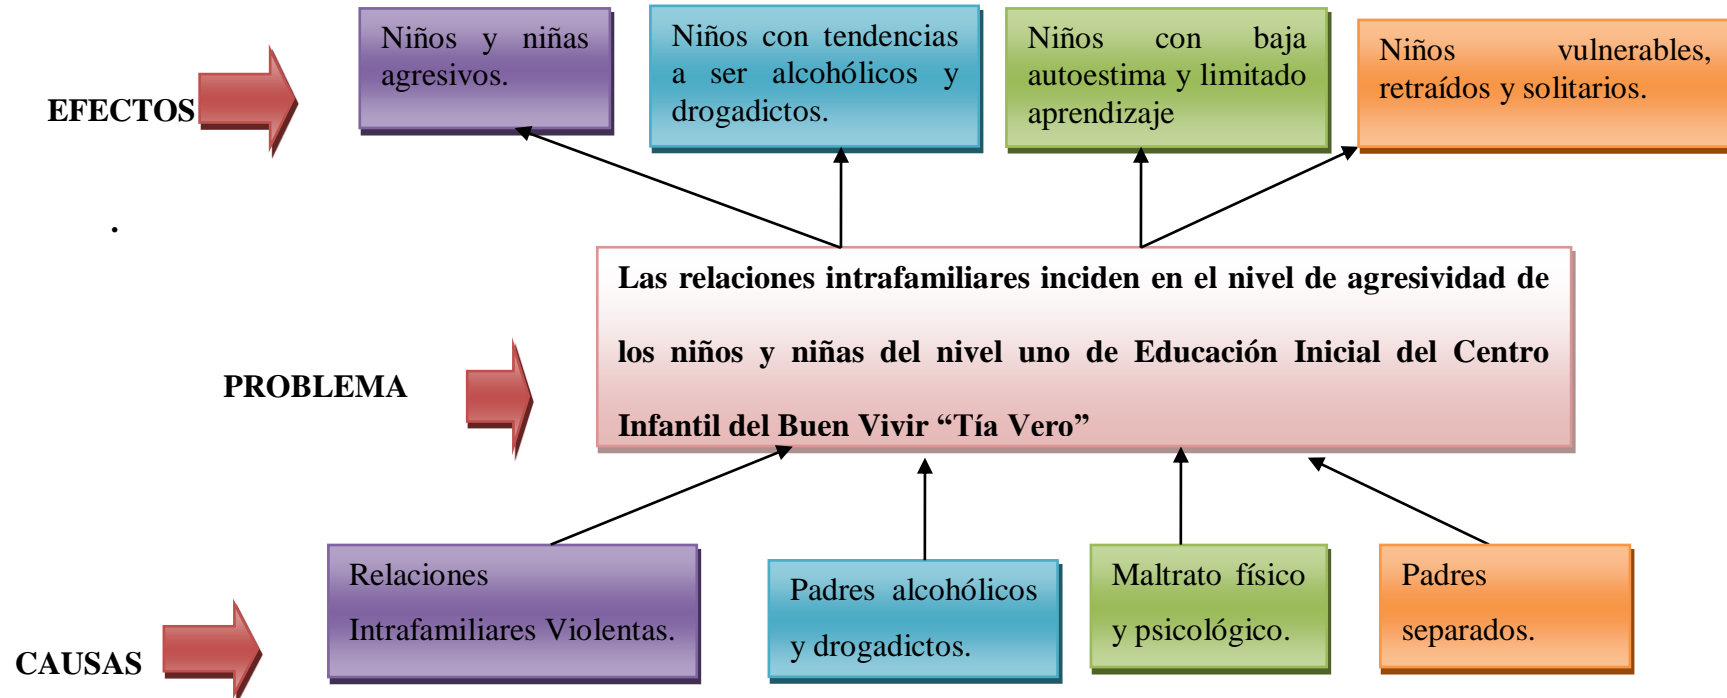 Niños y niñas
agresivos.
Niños con tendencias
a ser alcohólicos y
drogadictos.
Niños con baja
autoestima y limitado
aprendizaje
Niños vulnerables,
retraídos y solitarios.
EFECTOS
.
Las relaciones intrafamiliares inciden en el nivel de agresividad de
los niños y niñas del nivel uno de Educación Inicial del Centro
Infantil del Buen Vivir “Tía Vero”
PROBLEMA
Relaciones
Intrafamiliares Violentas.
Padres alcohólicos
y drogadictos.
Maltrato físico
y psicológico.
Padres
separados.
CAUSAS